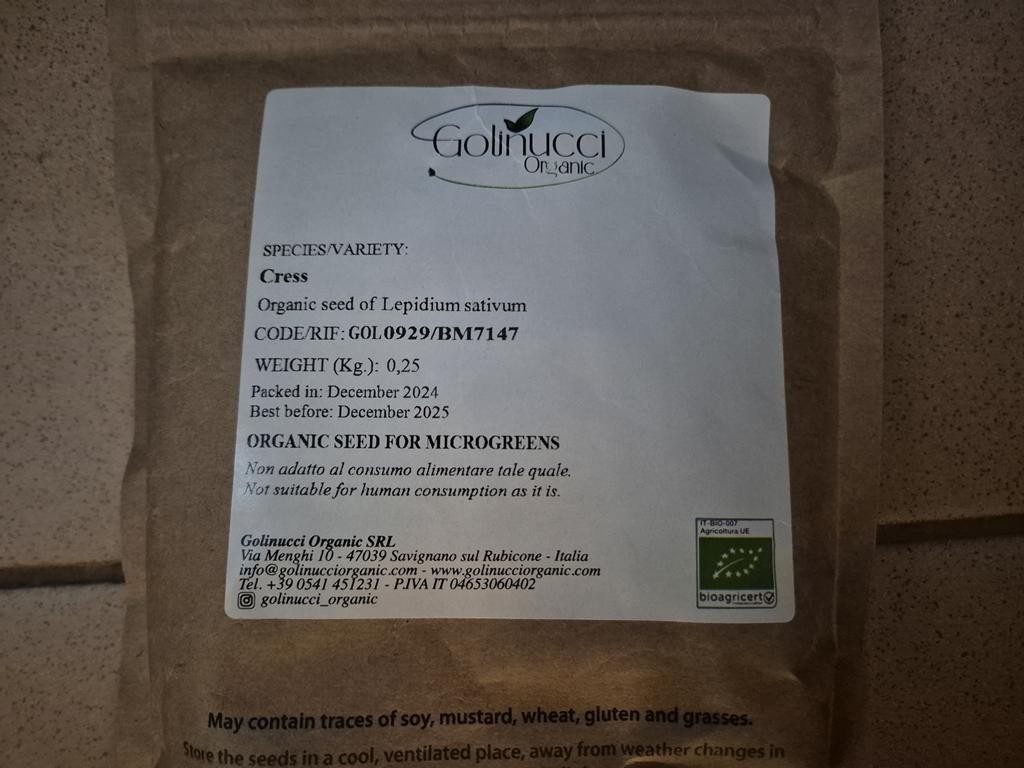 Golinucci
Organic
SPECIES/VARIETY:
Cress
Organic seed of Lepidium sativum
CODE/RIF: GOL0929/BM7147
WEIGHT (Kg.): 0,25
Packed in: December 2024
Best before: December 2025
ORGANIC SEED FOR MICROGREENS
Non adatto al consumo alimentare tale quale.
Not suitable for human consumption as it is.
Golinucci Organic SRL
Via Menghi 10 - 47039 Savignano sul Rubicone - Italia
info@golinucciorganic.com - www.golinucciorganic.com
Tel. +39 0541 451231 - P.IVA IT 04653060402
golinucci_organic
IT-BIO-007
Agricoltura UE
bioagricert
May contain traces of soy, mustard, wheat, gluten and grasses.
Store the seeds in a cool, ventilated place, away from weather changes in